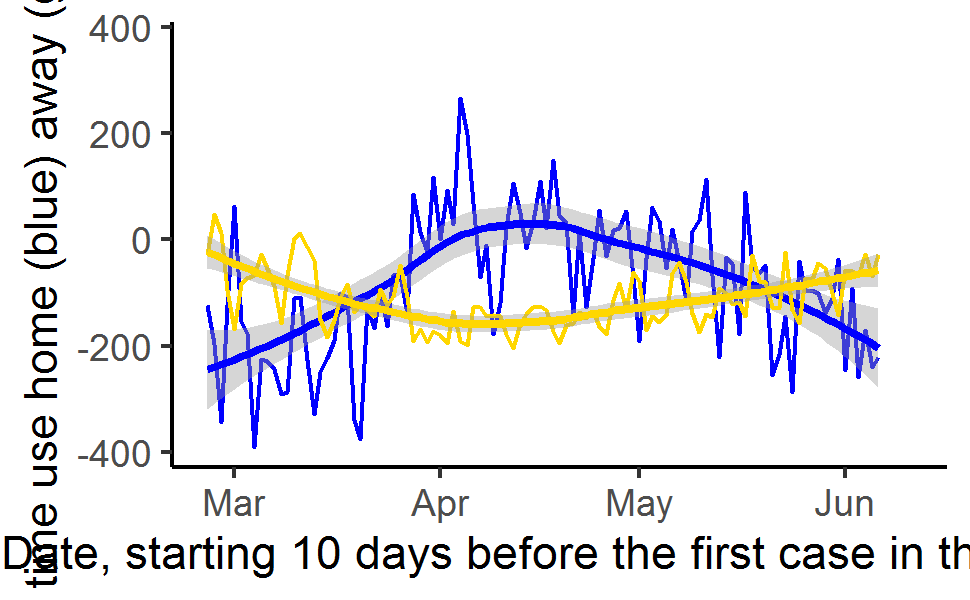 time use home (blue) away (
400
200
0
-200
-400
Mar Apr May Jun
Date, starting 10 days before the first case in th